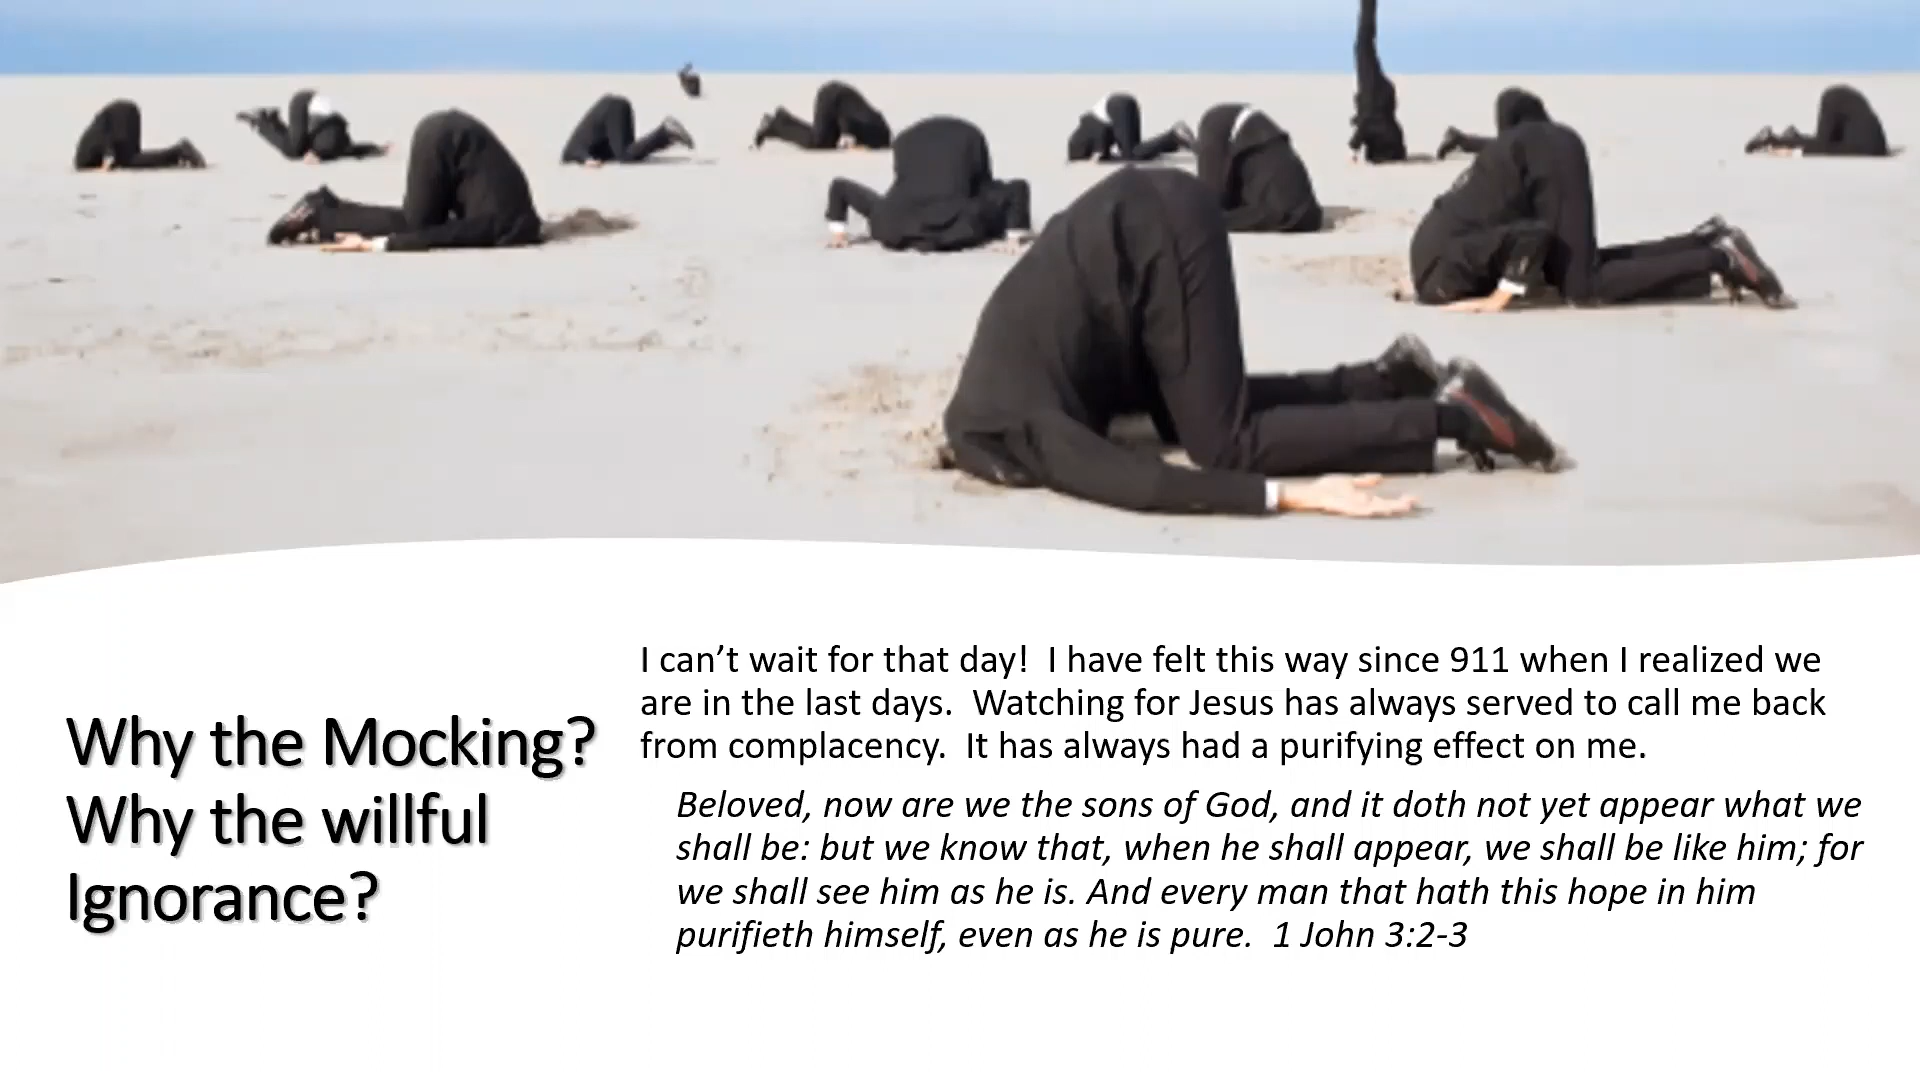 Why the Mocking?
Why the willful
Ignorance?
I can’t wait for that day!  I have felt this way since 911 when I realized we
are in the last days.  Watching for Jesus has always served to call me back
from complacency.  It has always had a purifying effect on me.
Beloved, now are we the sons of God, and it doth not yet appear what we
shall be: but we know that, when he shall appear, we shall be like him; for
we shall see him as he is. And every man that hath this hope in him
purifieth himself, even as he is pure.  1 John 3:2-3